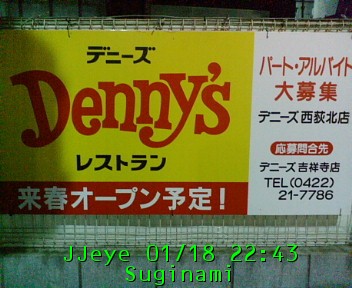 デニーズ
Denny's
レストラン
来春オープン予定！
パート・アルバイト
大募集
デニーズ西荻北店
応募問合先
デニーズ吉祥寺店
TEL(0422)
21-7786
JJeye 01/18 22:43
Suginami